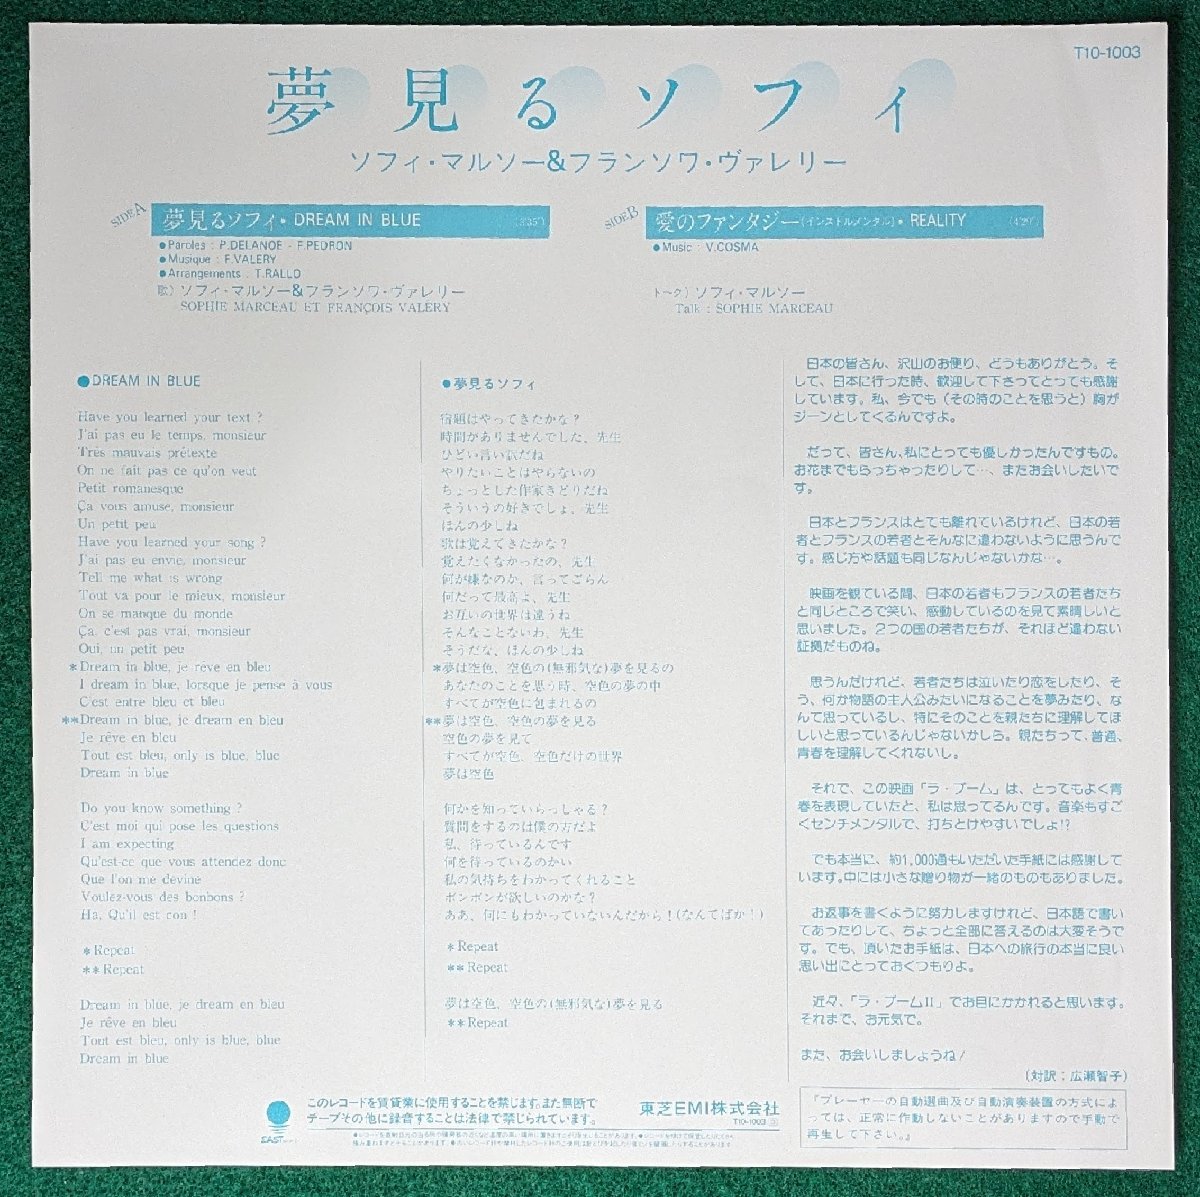 T10-1003
夢見るソフィ
ソフィ・マルソー&フランソワ・ヴァレリー
SIDE A
夢見るソフィ・DREAM IN BLUE (3'35")
●Paroles : P.DELANOE - F.PEDRON
●Musique : F.VALERY
●Arrangements : T.RALLO
歌) ソフィ・マルソー&フランソワ・ヴァレリー
SOPHIE MARCEAU ET FRANÇOIS VALERY
SIDE B
愛のファンタジー(インストルメンタル)・REALITY (4'20")
●Music : V.COSMA
トーク) ソフィ・マルソー
Talk : SOPHIE MARCEAU
●DREAM IN BLUE
Have you learned your text ?
J'ai pas eu le temps, monsieur
Très mauvais prétexte
On ne fait pas ce qu'on veut
Petit romanesque
Ça vous amuse, monsieur
Un petit peu
Have you learned your song ?
J'ai pas eu envie, monsieur
Tell me what is wrong
Tout va pour le mieux, monsieur
On se manque du monde
Ça, c'est pas vrai, monsieur
Oui, un petit peu
*Dream in blue, je rêve en bleu
I dream in blue, lorsque je pense à vous
C'est entre bleu et bleu
**Dream in blue, je dream en bleu
Je rêve en bleu
Tout est bleu, only is blue, blue
Dream in blue
Do you know something ?
C'est moi qui pose les questions
I am expecting
Qu'est-ce que vous attendez donc
Que l'on me devine
Voulez-vous des bonbons ?
Ha, Qu'il est con !
*Repeat
**Repeat
Dream in blue, je dream en bleu
Je rêve en bleu
Tout est bleu, only is blue, blue
Dream in blue
●夢見るソフィ
宿題はやってきたかな?
時間がありませんでした、先生
ひどい言い訳だね
やりたいことはやらないの
ちょっとした作家きどりだね
そういうの好きでしょ、先生
ほんの少しね
歌は覚えてきたかな?
覚えたくなかったの、先生
何が嫌なのか、言ってごらん
何だって最高よ、先生
お互いの世界は違うね
そんなことないわ、先生
そうだな、ほんの少しね
*夢は空色、空色の(無邪気な)夢を見るの
あなたのことを思う時、空色の夢の中
すべてが空色に包まれるの
**夢は空色、空色の夢を見る
空色の夢を見て
すべてが空色、空色だけの世界
夢は空色
何かを知っていらっしゃる?
質問をするのは僕の方だよ
私、待っているんです
何を待っているのかい
私の気持ちをわかってくれること
ボンボンが欲しいのかな?
ああ、何にもわかっていないんだから!(なんてばか!)
*Repeat
**Repeat
夢は空色、空色の(無邪気な)夢を見る
**Repeat
日本の皆さん、沢山のお便り、どうもありがとう。そ
して、日本に行った時、歓迎して下さってとっても感謝
しています。私、今でも(その時のことを思うと)胸が
ジーンとしてくるんですよ。
だって、皆さん、私にとっても優しかったんですもの。
お花までもらっちゃったりして…、またお会いしたいで
す。
日本とフランスはとても離れているけれど、日本の若
者とフランスの若者とそんなに違わないように思うんで
す。感じ方や話題も同じなんじゃないかな…。
映画を観ている間、日本の若者もフランスの若者たち
と同じところで笑い、感動しているのを見て素晴しいと
思いました。2つの国の若者たちが、それほど違わない
証拠だものね。
思うんだけれど、若者たちは泣いたり恋をしたり、そ
う、何か物語の主人公みたいになることを夢みたり、な
んて思っているし、特にそのことを親たちに理解してほ
しいと思っているんじゃないかしら。親たちって、普通、
青春を理解してくれないし。
それで、この映画「ラ・ブーム」は、とってもよく青
春を表現していたと、私は思ってるんです。音楽もすご
くセンチメンタルで、打ちとけやすいでしょ!?
でも本当に、約1,000通もいただいた手紙には感謝して
います。中には小さな贈り物が一緒のものもありました。
お返事を書くように努力しますけれど、日本語で書い
てあったりして、ちょっと全部に答えるのは大変そうで
す。でも、頂いたお手紙は、日本への旅行の本当に良い
思い出にとっておくつもりよ。
近々、「ラ・ブームII」でお目にかかれると思います。
それまで、お元気で。
また、お会いしましょうね!
(対訳:広瀬智子)
EAST
このレコードを賃貸業に使用することを禁じます。また無断で
テープその他に録音することは法律で禁じられています。
東芝EMI株式会社
T10-1003
『プレーヤーの自動選曲及び自動演奏装置の方式によ
っては、正常に作動しないことがありますので手動で
再生して下さい。』